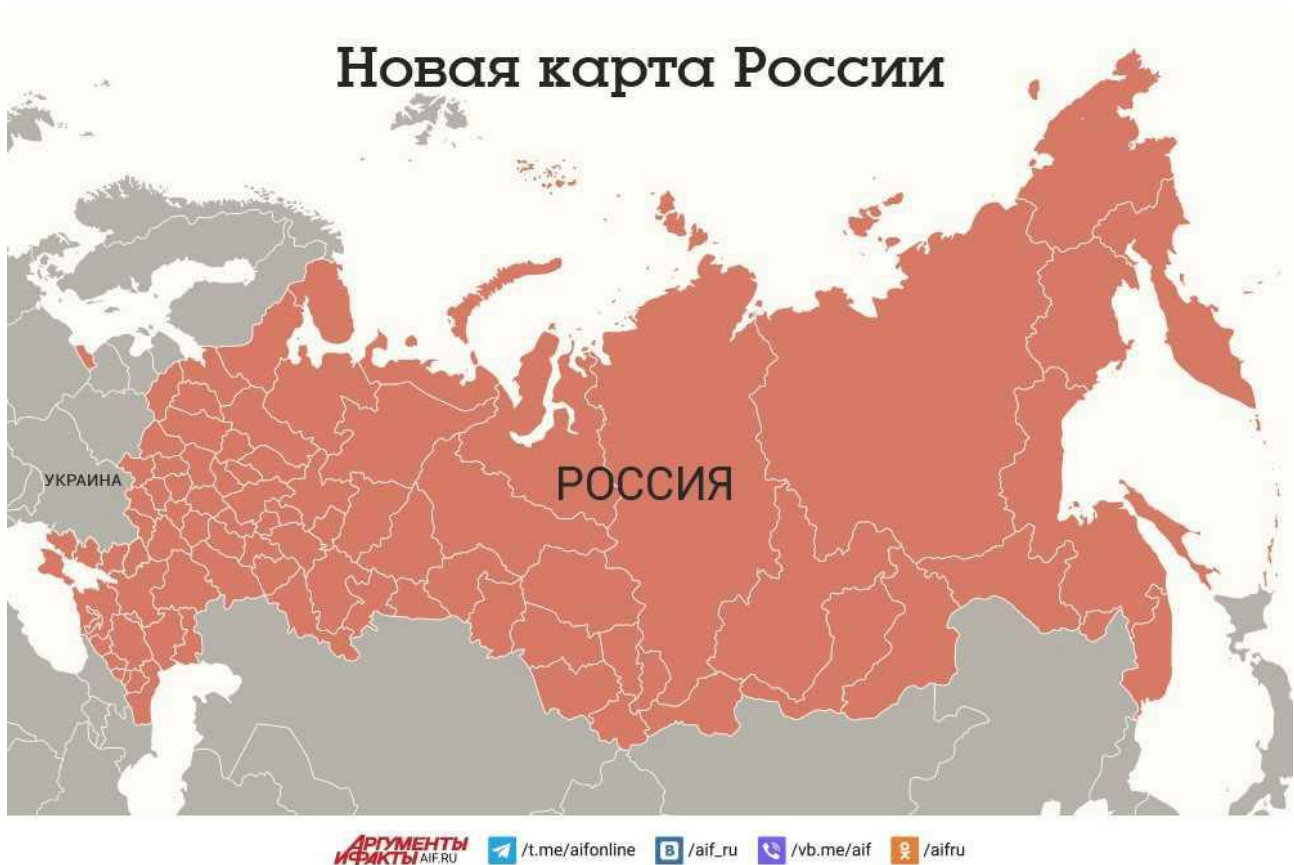 Новая карта России
УКРАИНА
РОССИЯ
АРГУМЕНТЫ
И ФАКТЫ AIF.RU
/t.me/aifonline
/aif_ru
/vb.me/aif
/aifru